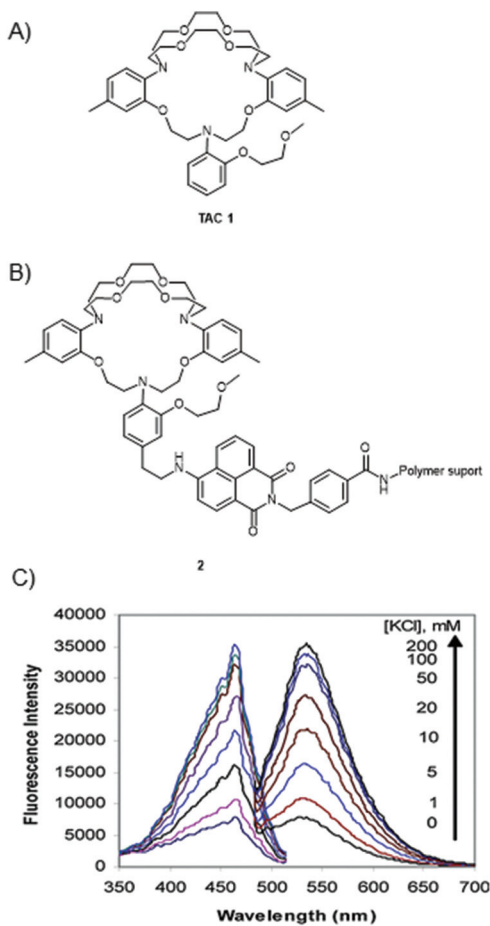 A)
O O
O O
N N
O O
N
O
O
TAC 1
B)
O O
O O
N N
O O
N
O
O
H
N
O
N
O
O
N
H
Polymer suport
2
C)
40000
35000
30000
25000
20000
15000
10000
5000
0
Fluorescence Intensity
[KCl], mM
200
100
50
20
10
5
1
0
350 400 450 500 550 600 650 700
Wavelength (nm)